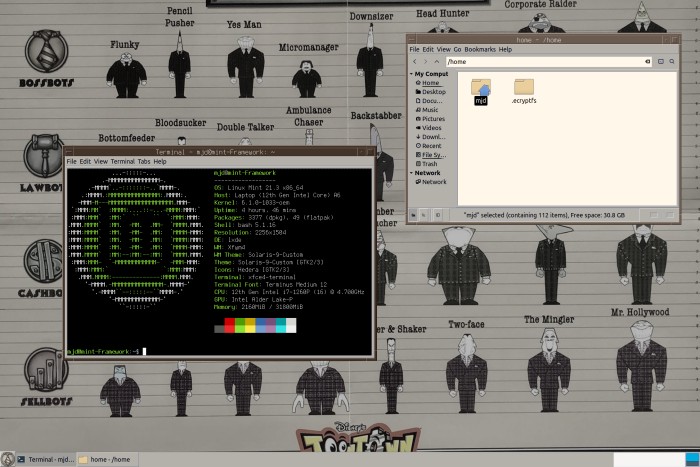 Pencil
Pusher
Yes Man
Downsizer
Head Hunter
Corporate Raider
Flunky
Micromanager
BOSSBOTS
home - /home
File Edit View Go Bookmarks Help
/home
My Comput
Home
Desktop
Docu...
Music
Pictures
Videos
Downl...
Recent
File Sy...
Trash
Network
Network
mjd
.ecryptfs
"mjd" selected (containing 112 items), Free space: 30.8 GB
Bloodsucker
Ambulance
Chaser
Backstabber
Bottomfeeder
Double Talker
LAWBOT
Terminal - mjd@mint-Framework: ~
File Edit View Terminal Tabs Help
mjd@mint-Framework
OS: Linux Mint 21.3 x86_64
Host: Laptop (12th Gen Intel Core) A6
Kernel: 6.1.0-1033-oem
Uptime: 4 hours, 46 mins
Packages: 3377 (dpkg), 49 (flatpak)
Shell: bash 5.1.16
Resolution: 2256x1504
DE: lxde
WM: Xfwm4
WM Theme: Solaris-9-Custom
Theme: Solaris-9-Custom [GTK2/3]
Icons: Hedera [GTK2/3]
Terminal: xfce4-terminal
Terminal Font: Terminus Medium 12
CPU: 12th Gen Intel i7-1260P (16) @ 4.700GHz
GPU: Intel Alder Lake-P
Memory: 2160MiB / 31800MiB
mjd@mint-Framework:~$
CASHBO
er & Shaker
Two-face
The Mingler
Mr. Hollywood
SELLBOTS
Disney's
TOONTOWN
Terminal - mjd...
home - /home